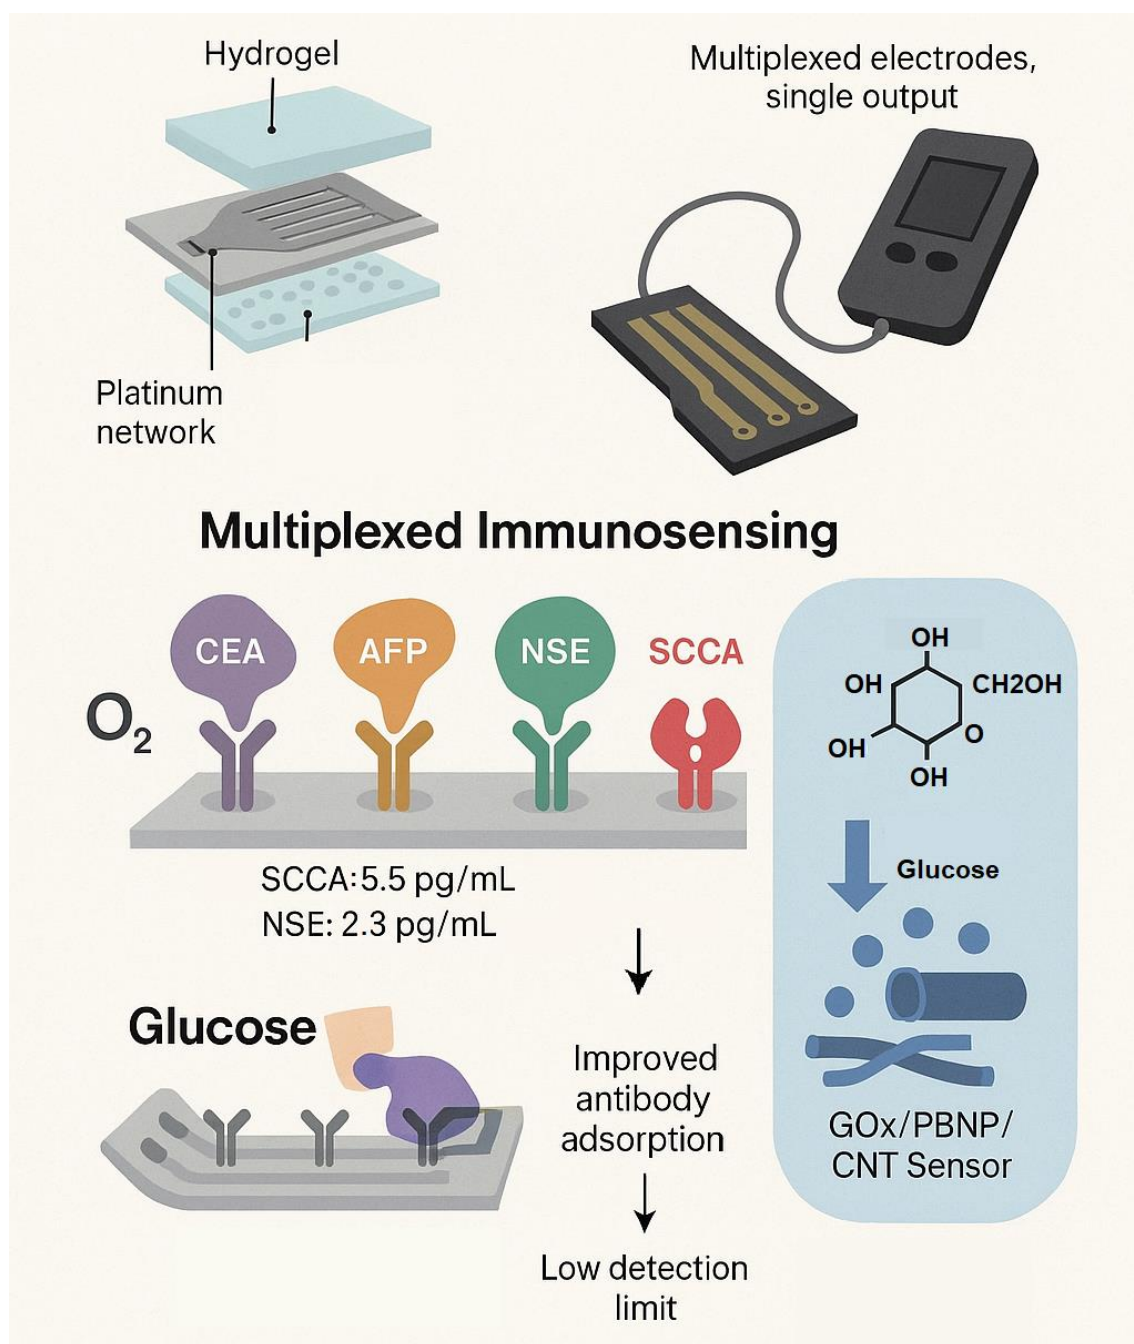 Hydrogel
Multiplexed electrodes,
single output
Platinum
network
Multiplexed Immunosensing
CEA
AFP
NSE
SCCA
O₂
SCCA: 5.5 pg/mL
NSE: 2.3 pg/mL
Glucose
Improved
antibody
adsorption
Low detection
limit
OH
OH
CH2OH
OH
O
OH
Glucose
GOx/PBNP/
CNT Sensor